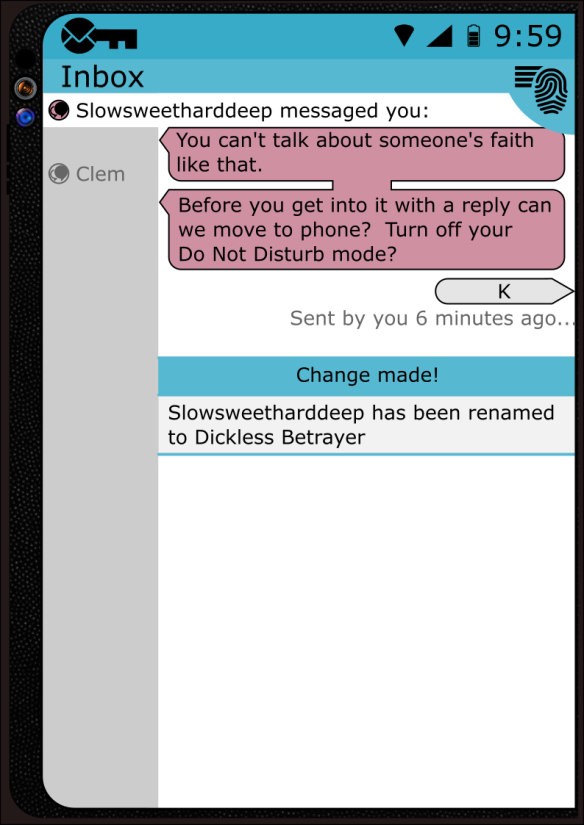 9:59
Inbox
Slowsweetharddeep messaged you:
You can't talk about someone's faith
like that.
Clem
Before you get into it with a reply can
we move to phone?  Turn off your
Do Not Disturb mode?
K
Sent by you 6 minutes ago...
Change made!
Slowsweetharddeep has been renamed
to Dickless Betrayer